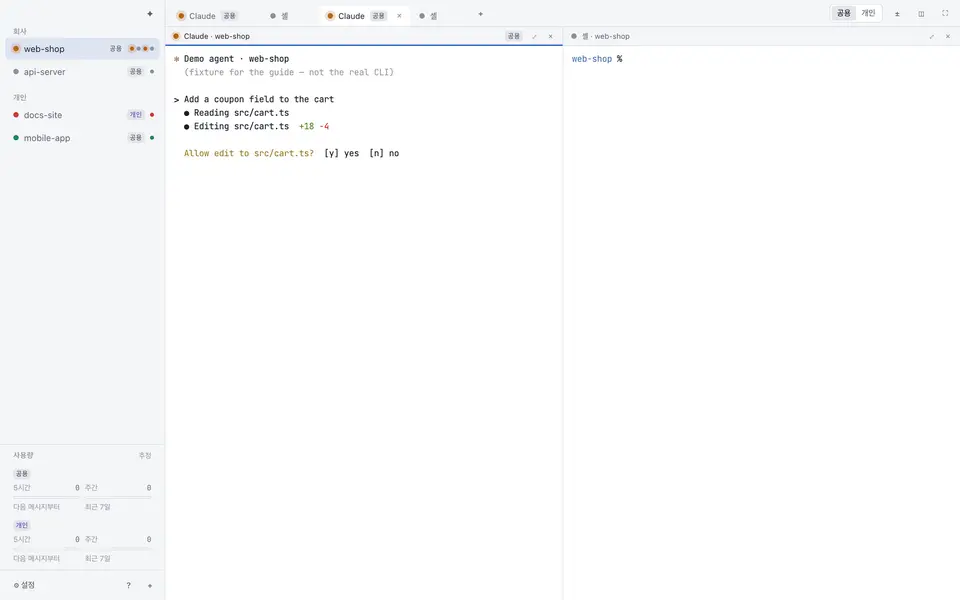 회사
web-shop 공용
api-server 공용
개인
docs-site 개인
mobile-app 공용
사용량 추정
공용
5시간 0 주간 0
다음 메시지부터 최근 7일
개인
5시간 0 주간 0
다음 메시지부터 최근 7일
설정 ?
Claude 공용 × 셸 Claude 공용 × 셸 +
공용 개인
Claude · web-shop 공용
Demo agent · web-shop
(fixture for the guide — not the real CLI)
> Add a coupon field to the cart
● Reading src/cart.ts
● Editing src/cart.ts +18 -4
Allow edit to src/cart.ts? [y] yes [n] no
셸 · web-shop
web-shop %